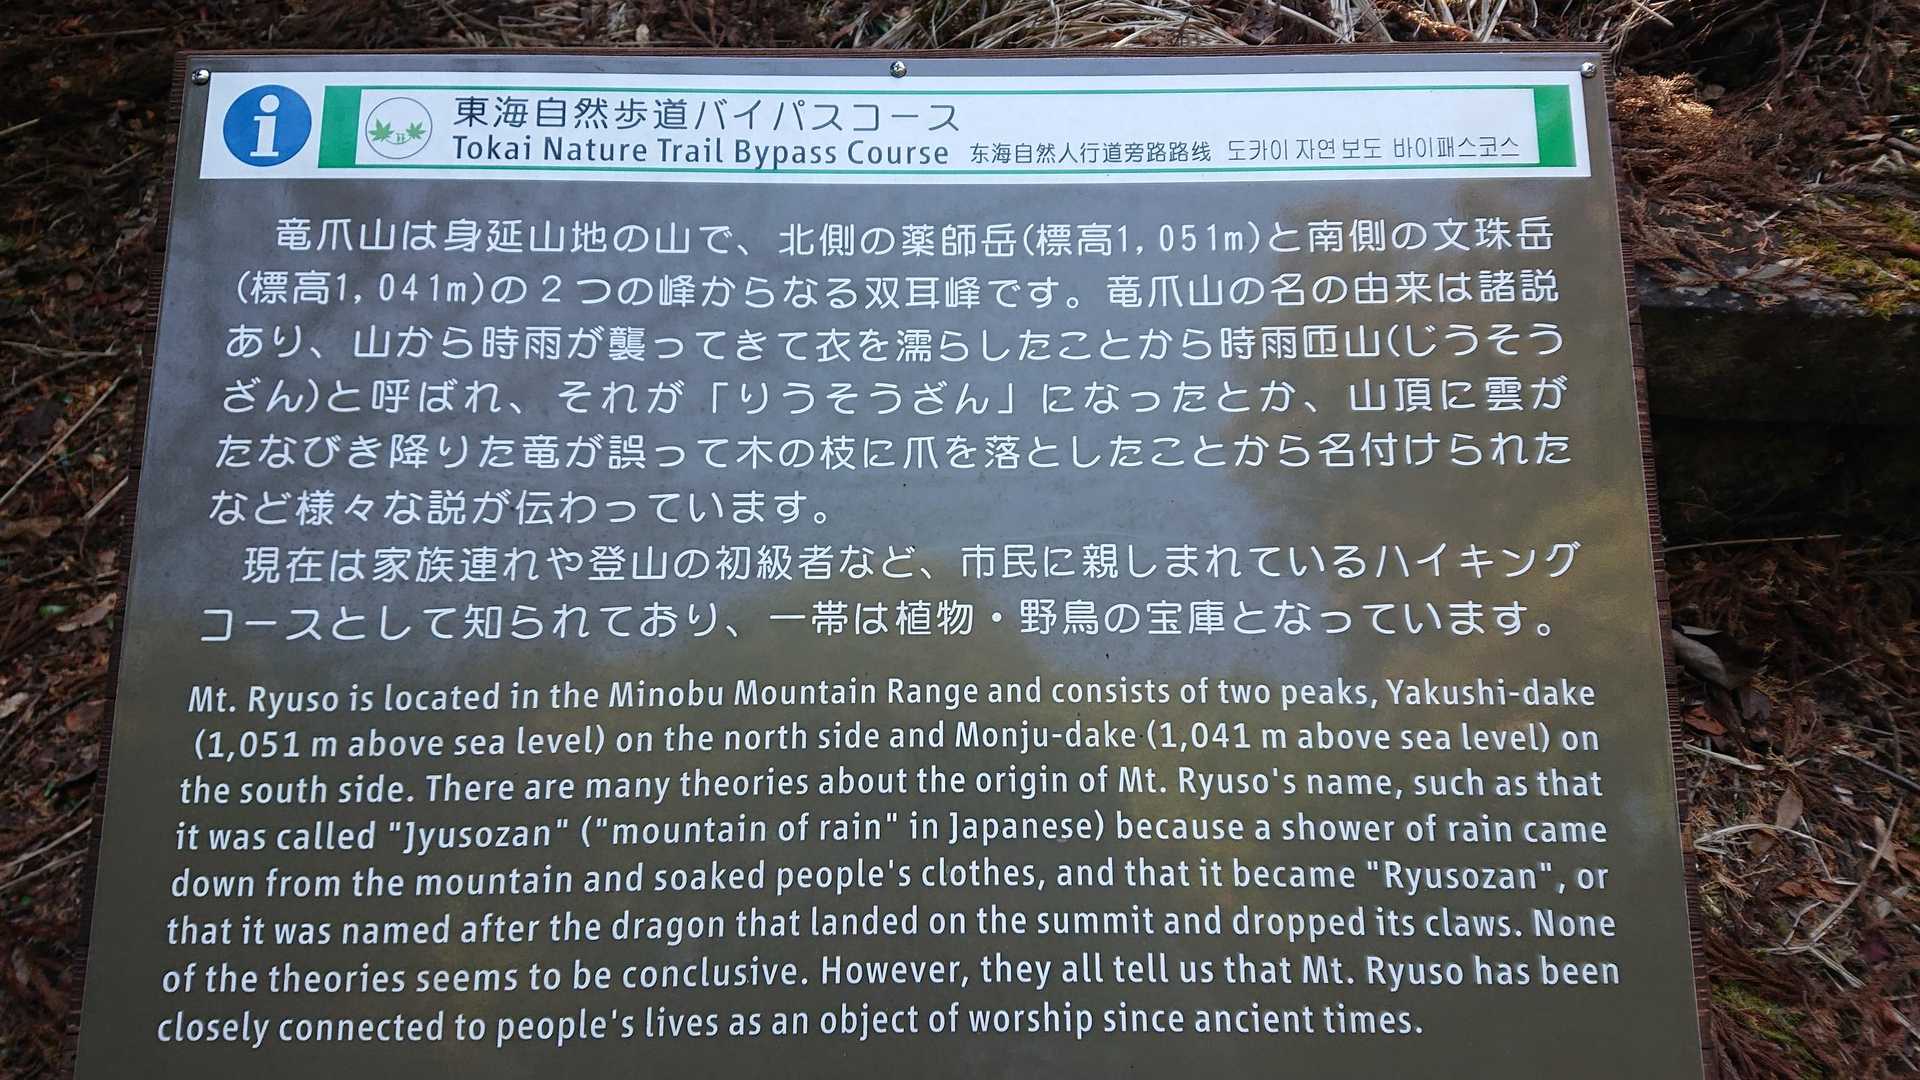 東海自然歩道バイパスコース
Tokai Nature Trail Bypass Course 东海自然人行道旁路路线 도카이 자연 보도 바이패스코스
竜爪山は身延山地の山で、北側の薬師岳(標高1,051m)と南側の文珠岳
(標高1,041m)の2つの峰からなる双耳峰です。竜爪山の名の由来は諸説
あり、山から時雨が襲ってきて衣を濡らしたことから時雨匝山(じうそう
ざん)と呼ばれ、それが「りうそうざん」になったとか、山頂に雲が
たなびき降りた竜が誤って木の枝に爪を落としたことから名付けられた
など様々な説が伝わっています。
現在は家族連れや登山の初級者など、市民に親しまれているハイキング
コースとして知られており、一帯は植物・野鳥の宝庫となっています。
Mt. Ryuso is located in the Minobu Mountain Range and consists of two peaks, Yakushi-dake
(1,051 m above sea level) on the north side and Monju-dake (1,041 m above sea level) on
the south side. There are many theories about the origin of Mt. Ryuso's name, such as that
it was called "Jyusozan" ("mountain of rain" in Japanese) because a shower of rain came
down from the mountain and soaked people's clothes, and that it became "Ryusozan", or
that it was named after the dragon that landed on the summit and dropped its claws. None
of the theories seems to be conclusive. However, they all tell us that Mt. Ryuso has been
closely connected to people's lives as an object of worship since ancient times.